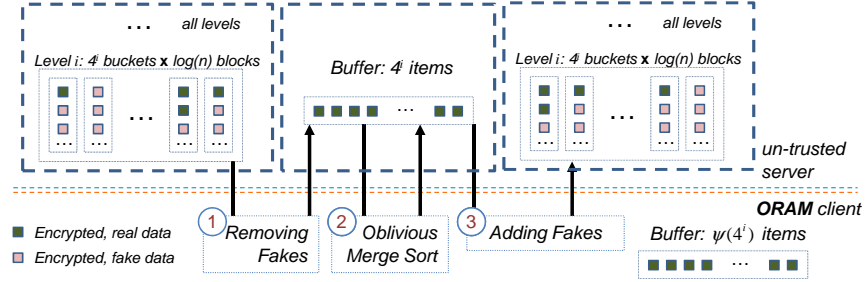 ... all levels
Level i: 4^i buckets x log(n) blocks
...
... ... ... ...
Buffer: 4^i items
...
... all levels
Level i: 4^i buckets x log(n) blocks
...
... ... ... ...
un-trusted
server
ORAM client
1 Removing
Fakes
2 Oblivious
Merge Sort
3 Adding Fakes
Encrypted, real data
Encrypted, fake data
Buffer: ψ(4^i) items
...